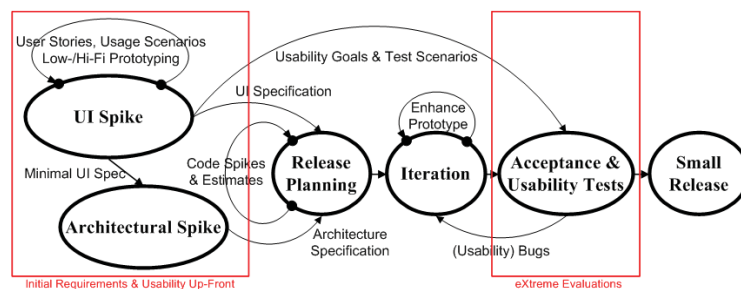 User Stories, Usage Scenarios
Low-/Hi-Fi Prototyping
Usability Goals & Test Scenarios
UI Specification
UI Spike
Enhance
Prototype
Code Spikes
& Estimates
Release
Planning
Iteration
Acceptance &
Usability Tests
Small
Release
Minimal UI Spec
Architectural Spike
Architecture
Specification
(Usability) Bugs
Initial Requirements & Usability Up-Front
eXtreme Evaluations